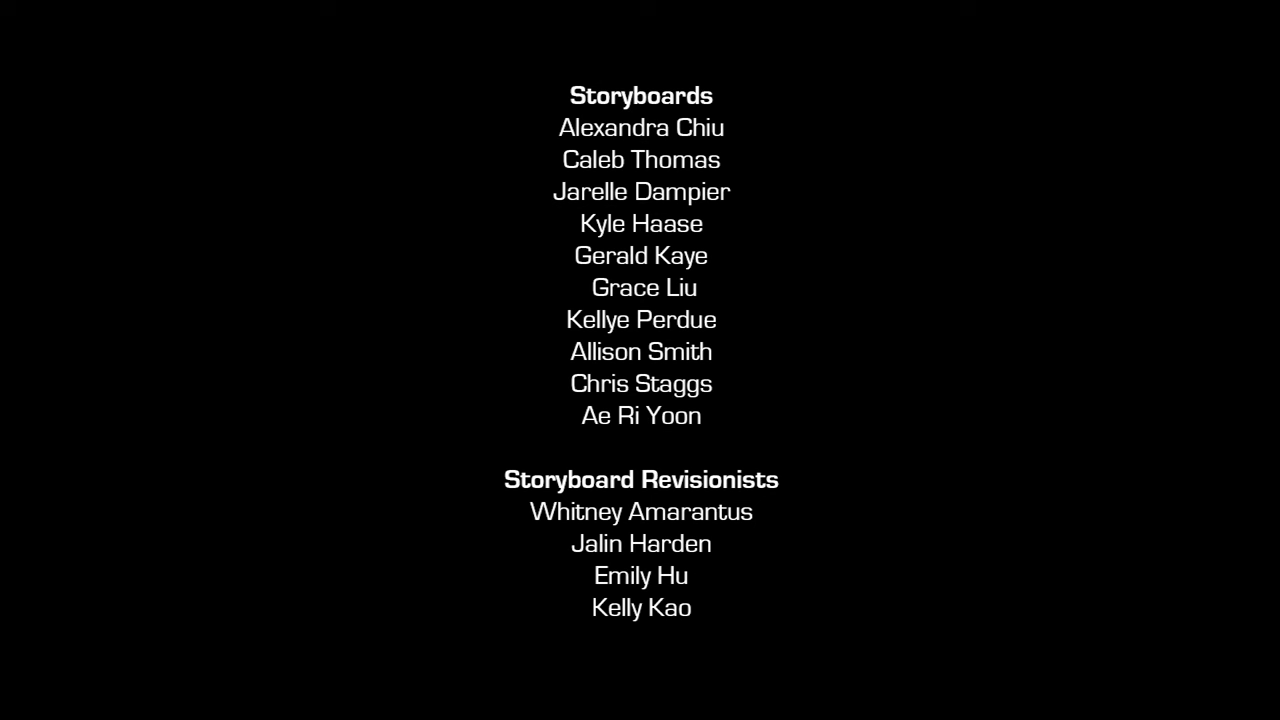 Storyboards
Alexandra Chiu
Caleb Thomas
Jarelle Dampier
Kyle Haase
Gerald Kaye
Grace Liu
Kellye Perdue
Allison Smith
Chris Staggs
Ae Ri Yoon
Storyboard Revisionists
Whitney Amarantus
Jalin Harden
Emily Hu
Kelly Kao